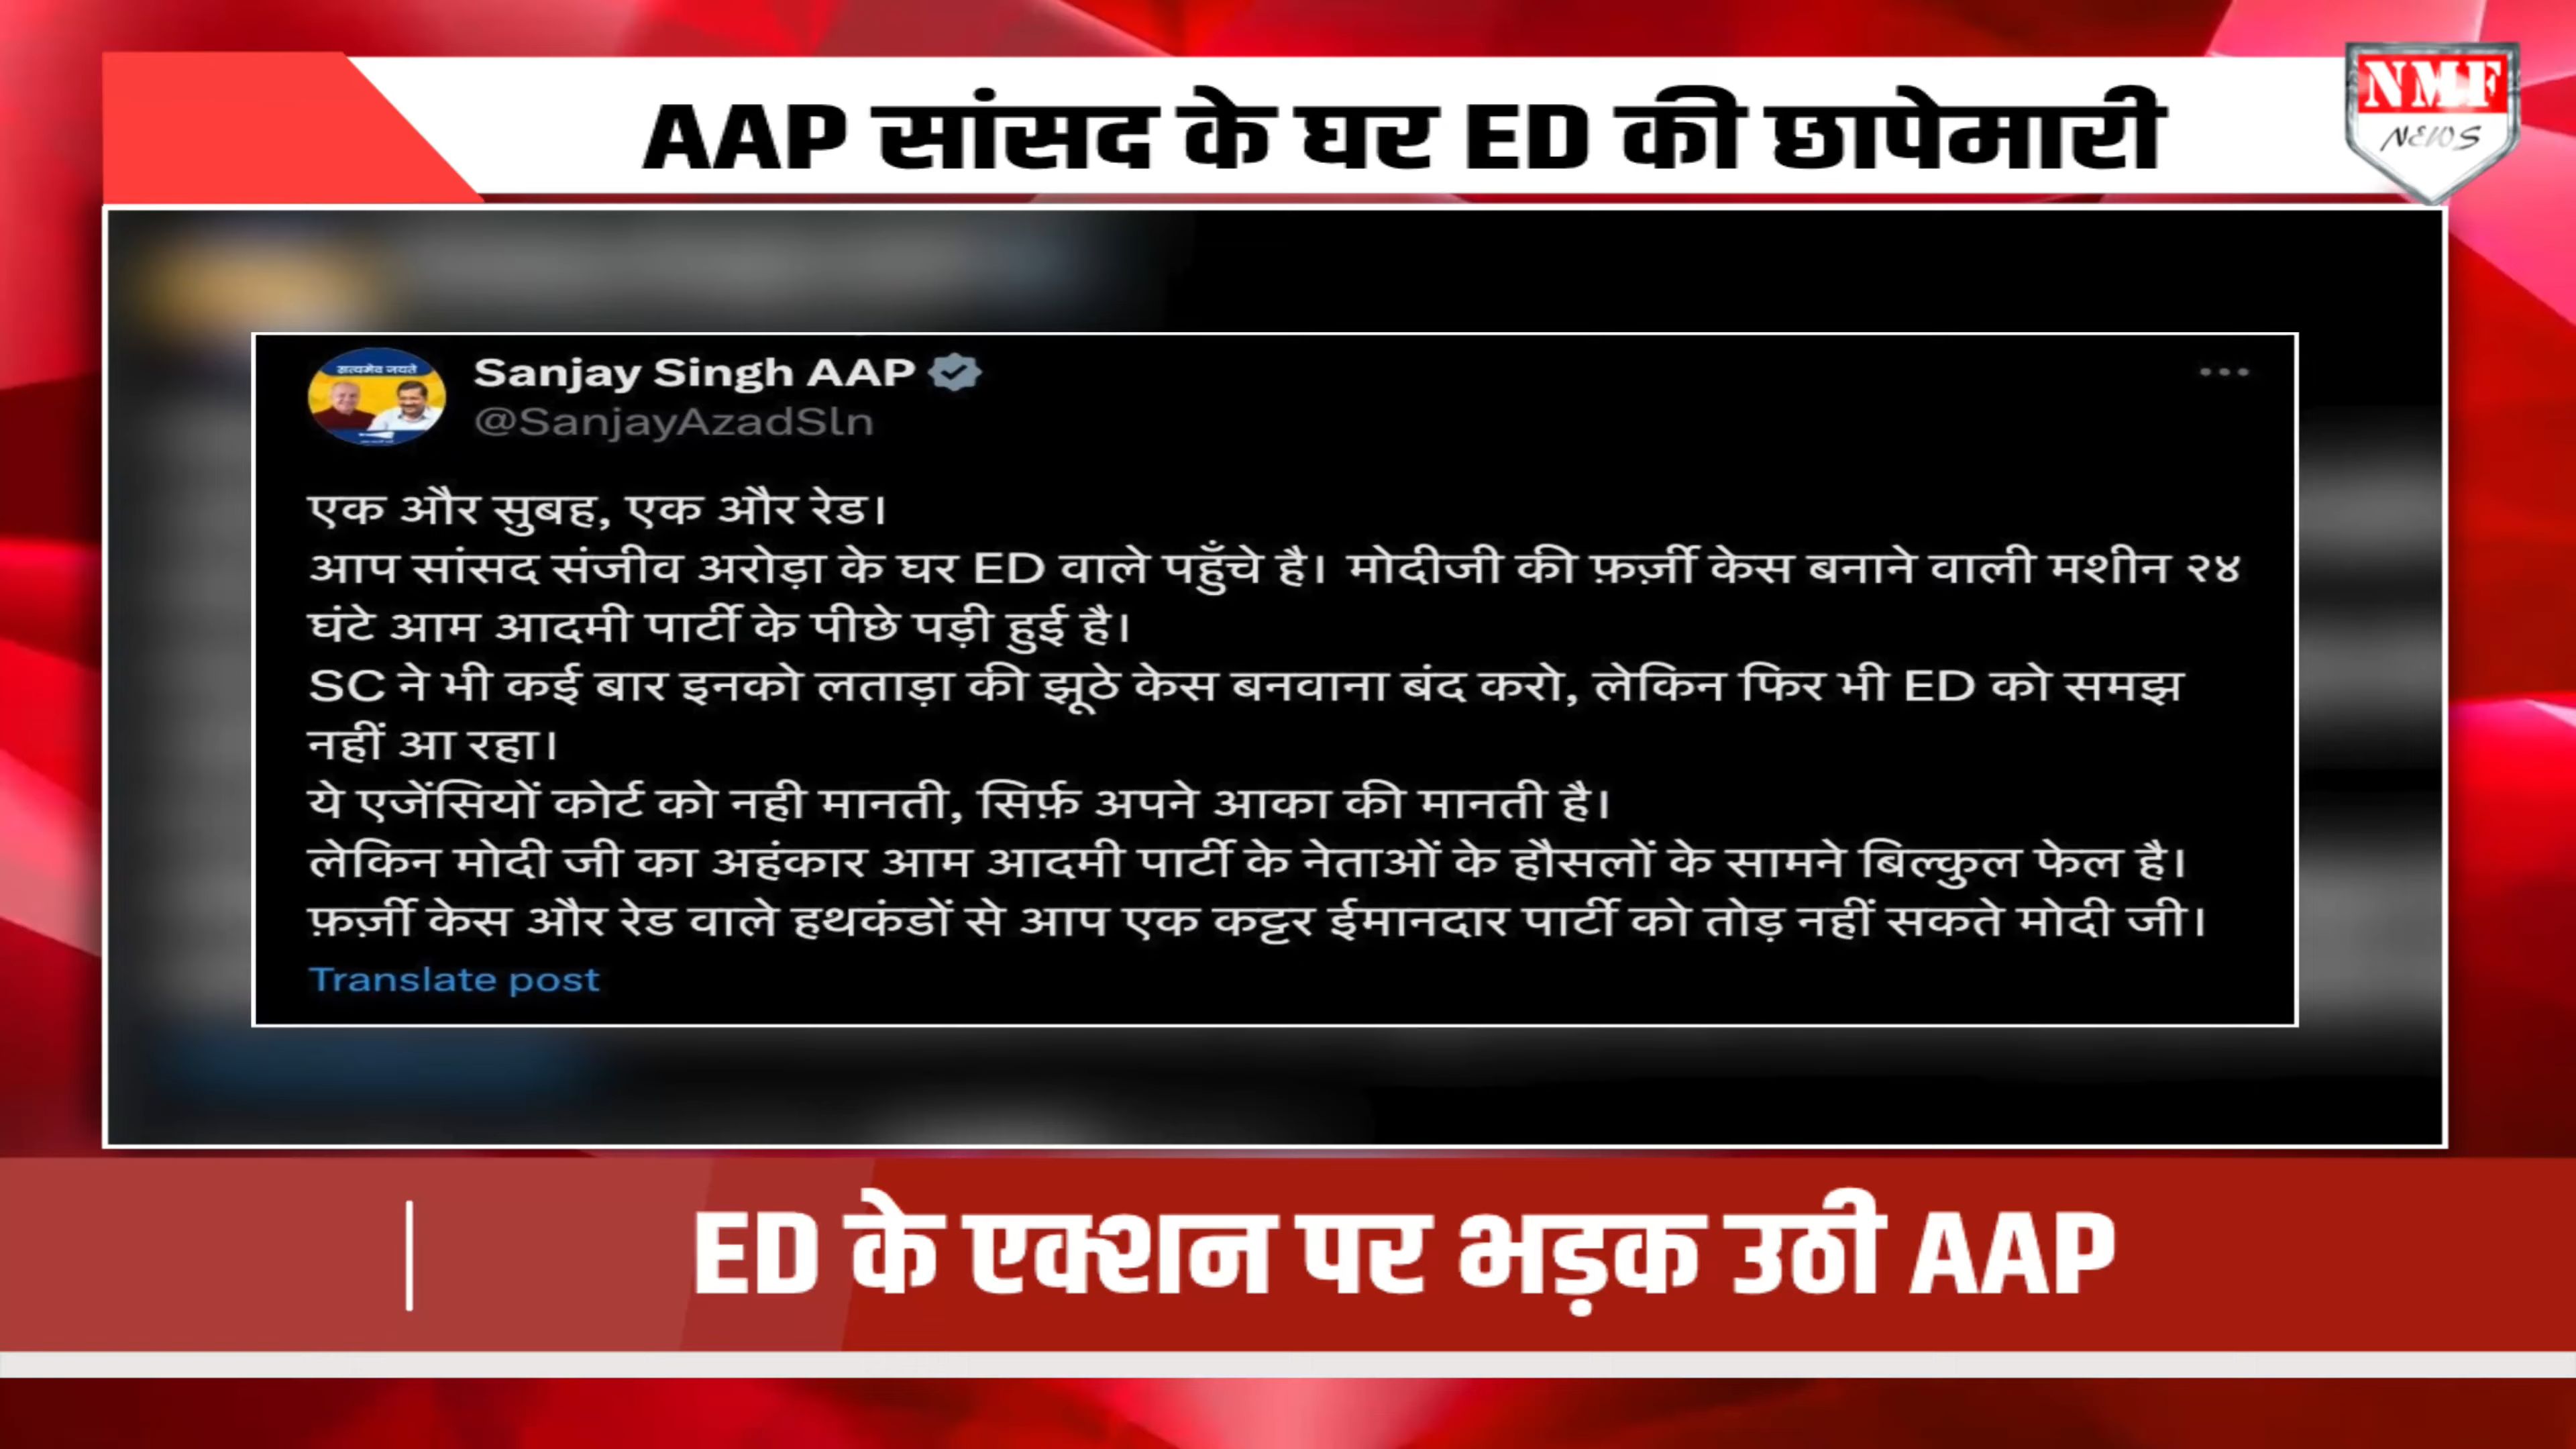 AAP सांसद के घर ED की छापेमारी
NMF
NEWS
सत्यमेव जयते
Sanjay Singh AAP
@SanjayAzadSln
एक और सुबह, एक और रेड।
आप सांसद संजीव अरोड़ा के घर ED वाले पहुँचे है। मोदीजी की फ़र्ज़ी केस बनाने वाली मशीन २४
घंटे आम आदमी पार्टी के पीछे पड़ी हुई है।
SC ने भी कई बार इनको लताड़ा की झूठे केस बनवाना बंद करो, लेकिन फिर भी ED को समझ
नहीं आ रहा।
ये एजेंसियों कोर्ट को नही मानती, सिर्फ़ अपने आका की मानती है।
लेकिन मोदी जी का अहंकार आम आदमी पार्टी के नेताओं के हौसलों के सामने बिल्कुल फेल है।
फ़र्ज़ी केस और रेड वाले हथकंडों से आप एक कट्टर ईमानदार पार्टी को तोड़ नहीं सकते मोदी जी।
Translate post
ED के एक्शन पर भड़क उठी AAP